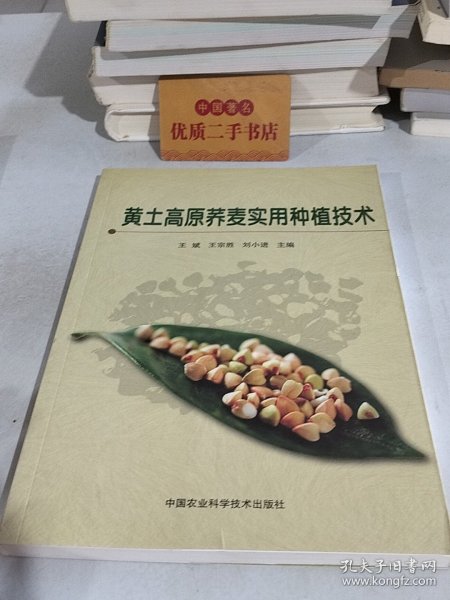 中国著名
优质二手书店
黄土高原荞麦实用种植技术
王斌 王宗胜 刘小进 主编
中国农业科学技术出版社
孔夫子旧书网
www.kongfz.com